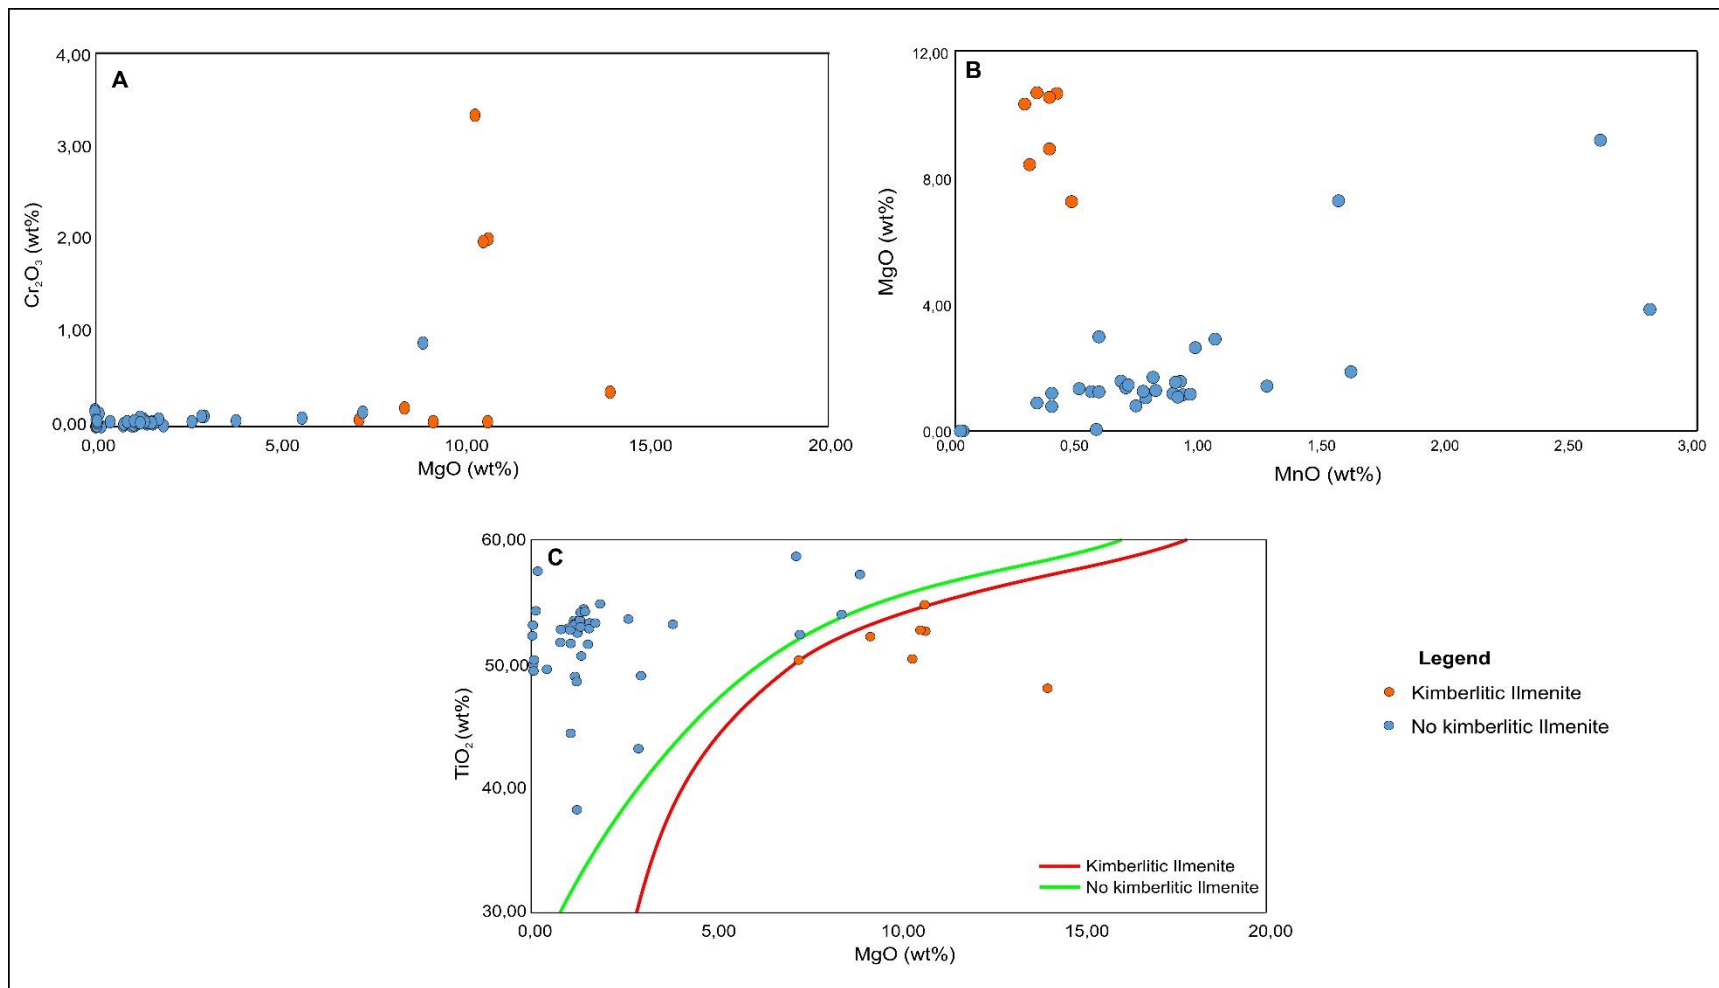 A
4,00
3,00
2,00
1,00
0,00
Cr₂O₃ (wt%)
0,00 5,00 10,00 15,00 20,00
MgO (wt%)
B
12,00
8,00
4,00
0,00
MgO (wt%)
0,00 0,50 1,00 1,50 2,00 2,50 3,00
MnO (wt%)
C
60,00
50,00
40,00
30,00
TiO₂ (wt%)
Kimberlitic Ilmenite
No kimberlitic Ilmenite
0,00 5,00 10,00 15,00 20,00
MgO (wt%)
Legend
Kimberlitic Ilmenite
No kimberlitic Ilmenite